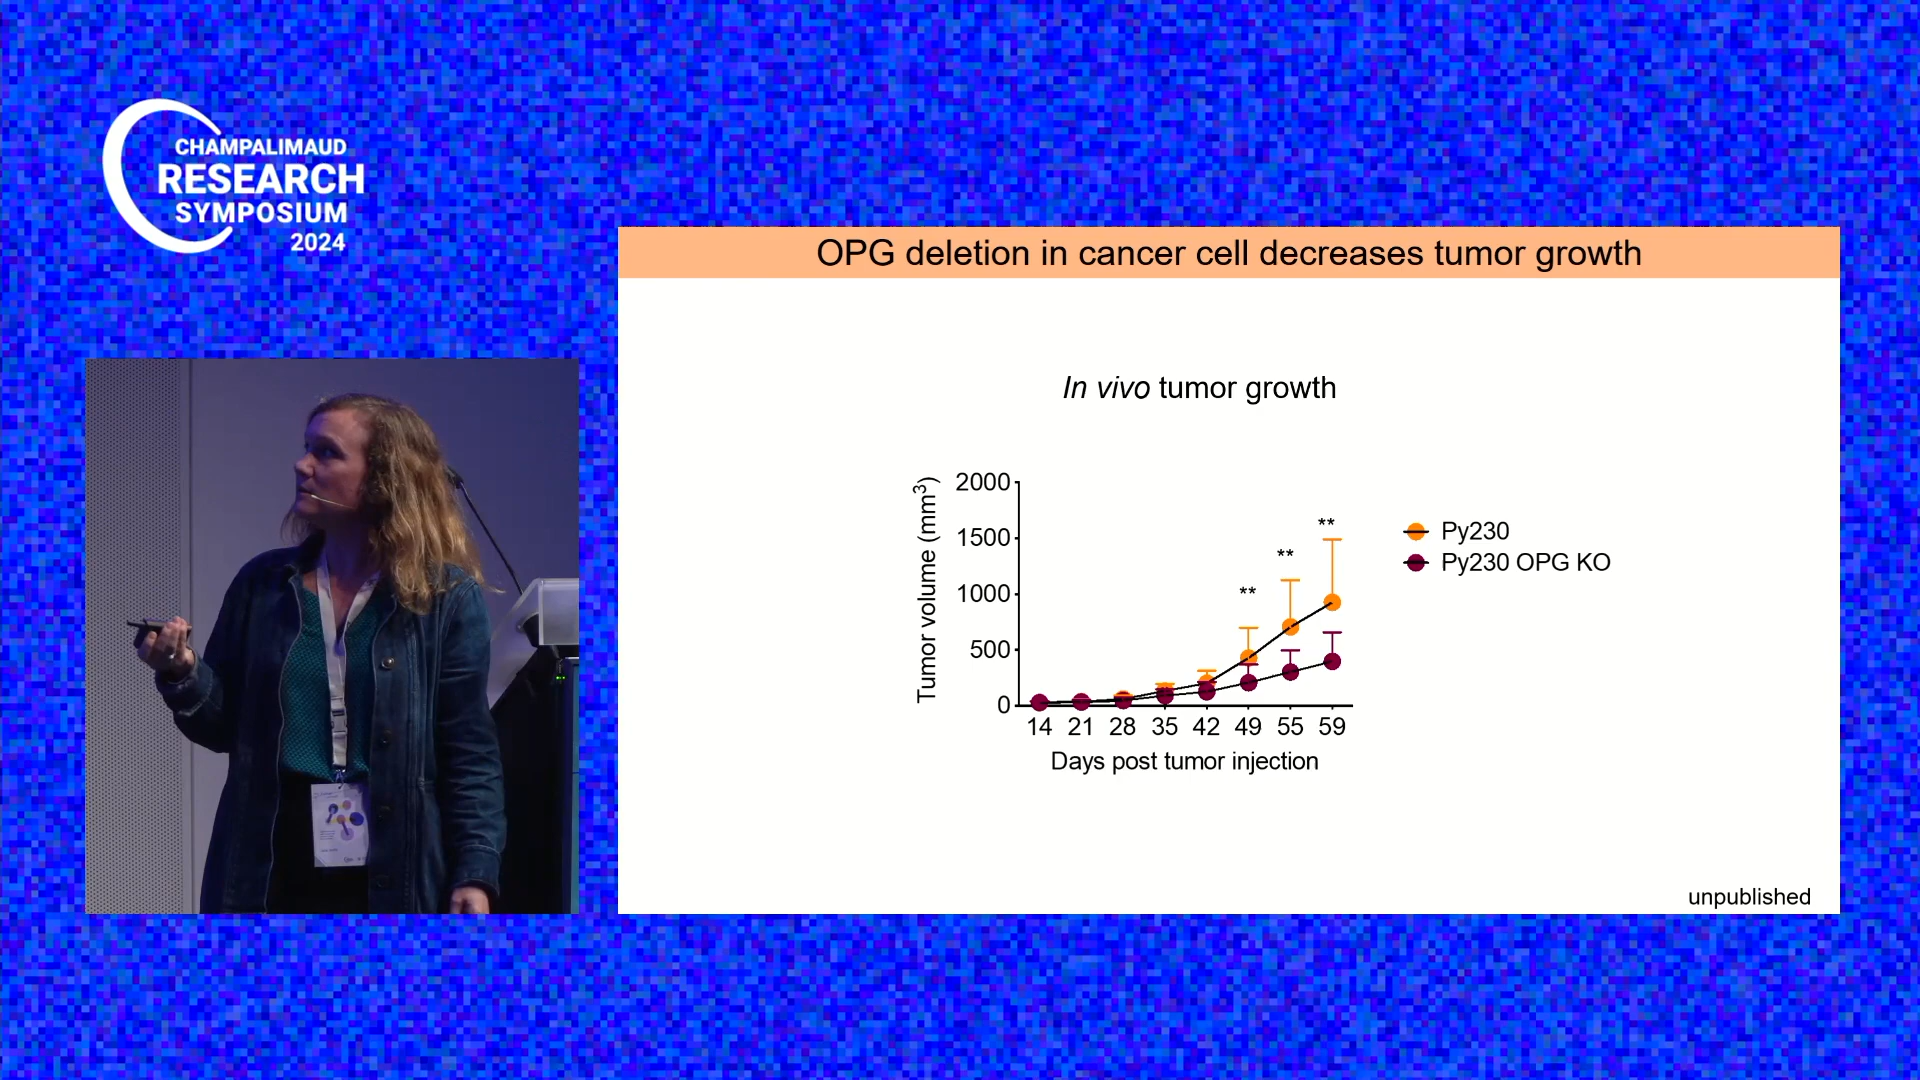 CHAMPALIMAUD
RESEARCH
SYMPOSIUM
2024
OPG deletion in cancer cell decreases tumor growth
In vivo tumor growth
Tumor volume (mm³)
2000
1500
1000
500
0
**
**
**
14 21 28 35 42 49 55 59
Days post tumor injection
Py230
Py230 OPG KO
unpublished